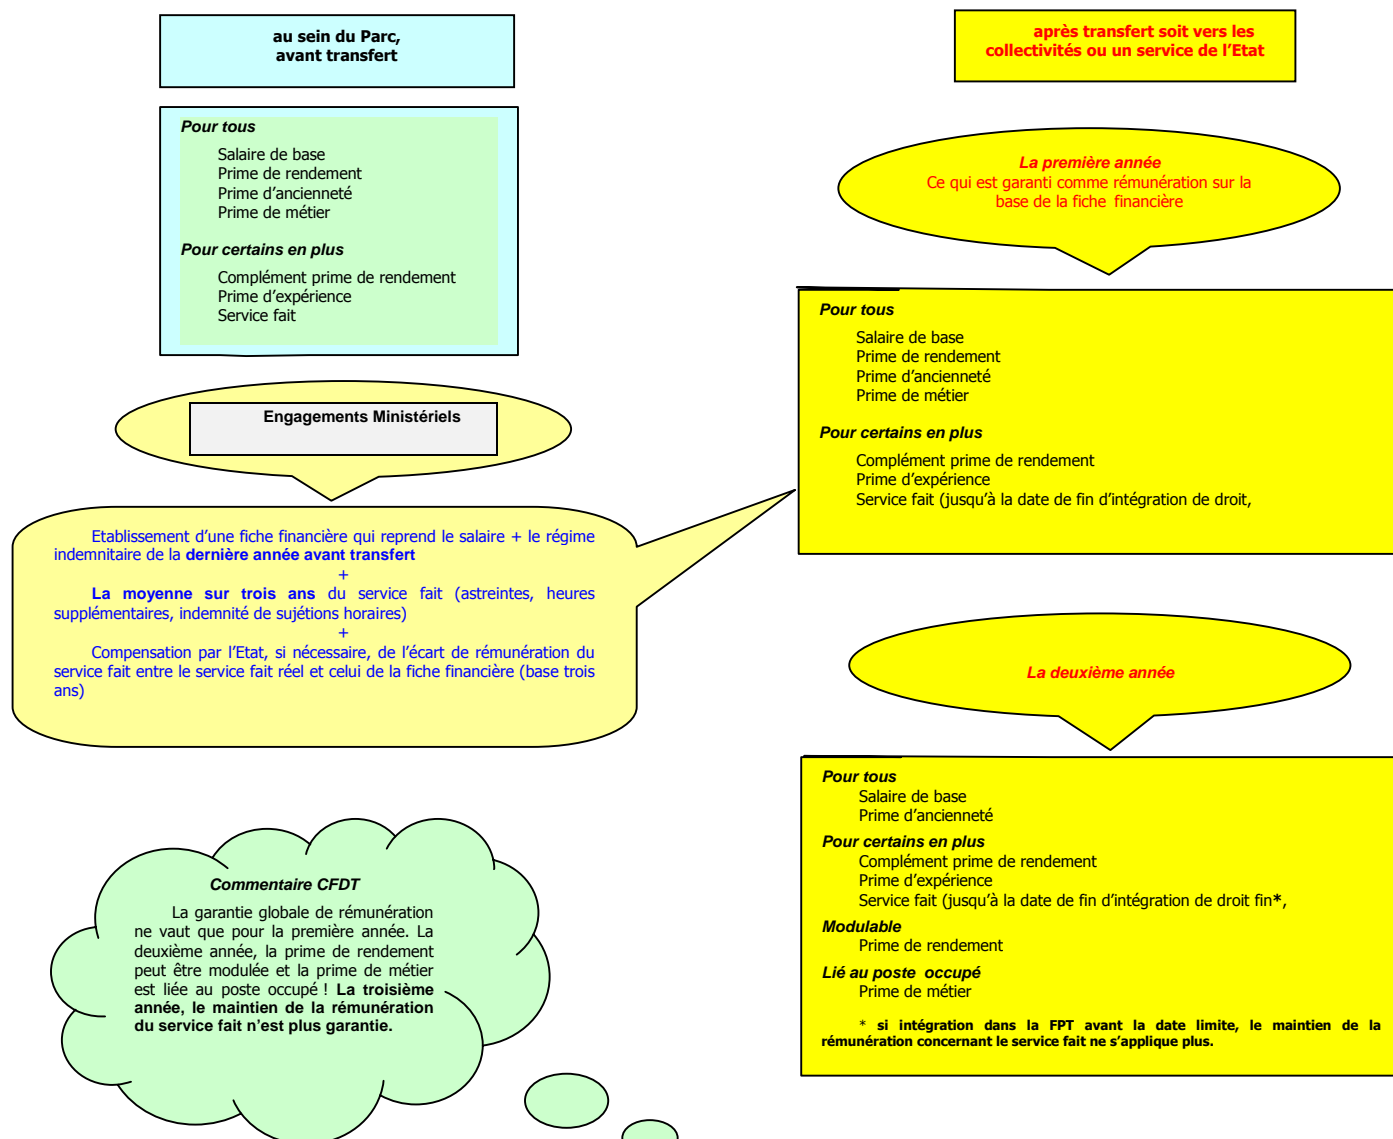 au sein du Parc,
avant transfert
Pour tous
Salaire de base
Prime de rendement
Prime d'ancienneté
Prime de métier
Pour certains en plus
Complément prime de rendement
Prime d'expérience
Service fait
Engagements Ministériels
Etablissement d'une fiche financière qui reprend le salaire + le régime
indemnitaire de la dernière année avant transfert
+
La moyenne sur trois ans du service fait (astreintes, heures
supplémentaires, indemnité de sujétions horaires)
+
Compensation par l'Etat, si nécessaire, de l'écart de rémunération du
service fait entre le service fait réel et celui de la fiche financière (base trois
ans)
Commentaire CFDT
La garantie globale de rémunération
ne vaut que pour la première année. La
deuxième année, la prime de rendement
peut être modulée et la prime de métier
est liée au poste occupé ! La troisième
année, le maintien de la rémunération
du service fait n'est plus garantie.
après transfert soit vers les
collectivités ou un service de l'Etat
La première année
Ce qui est garanti comme rémunération sur la
base de la fiche financière
Pour tous
Salaire de base
Prime de rendement
Prime d'ancienneté
Prime de métier
Pour certains en plus
Complément prime de rendement
Prime d'expérience
Service fait (jusqu'à la date de fin d'intégration de droit,
La deuxième année
Pour tous
Salaire de base
Prime d'ancienneté
Pour certains en plus
Complément prime de rendement
Prime d'expérience
Service fait (jusqu'à la date de fin d'intégration de droit fin*,
Modulable
Prime de rendement
Lié au poste occupé
Prime de métier
* si intégration dans la FPT avant la date limite, le maintien de la
rémunération concernant le service fait ne s'applique plus.